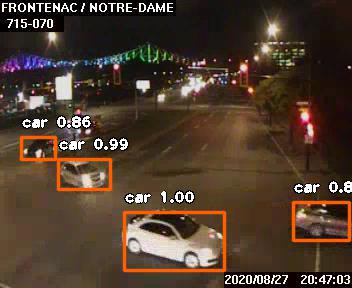 FRONTENAC / NOTRE-DAME
715-070
car 0.86
car 0.99
car 1.00
car 0.8
2020/08/27 20:47:03